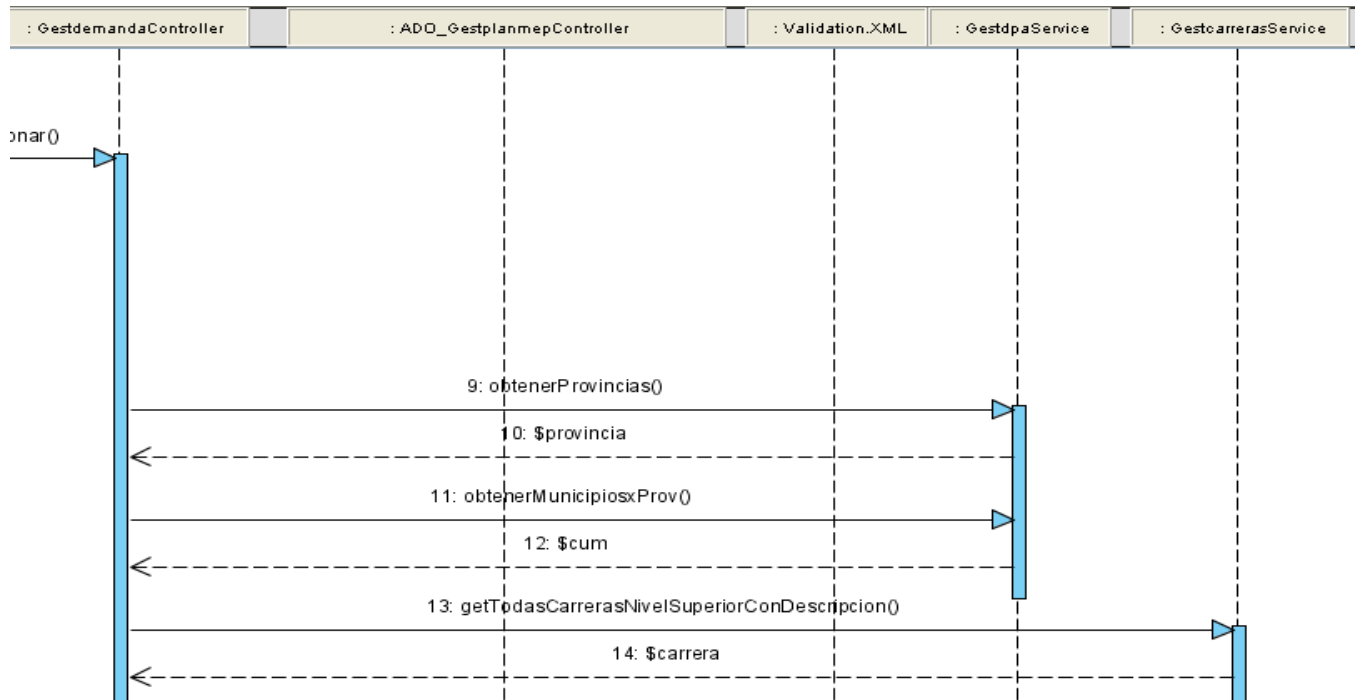 : GestdemandaController
: ADO_GestplanmepController
: Validation.XML
: GestdpaService
: GestcarrerasService
onar()
9: obtenerProvincias()
10: $provincia
11: obtenerMunicipiosxProv()
12: $cum
13: getTodasCarrerasNivelSuperiorConDescripcion()
14: $carrera